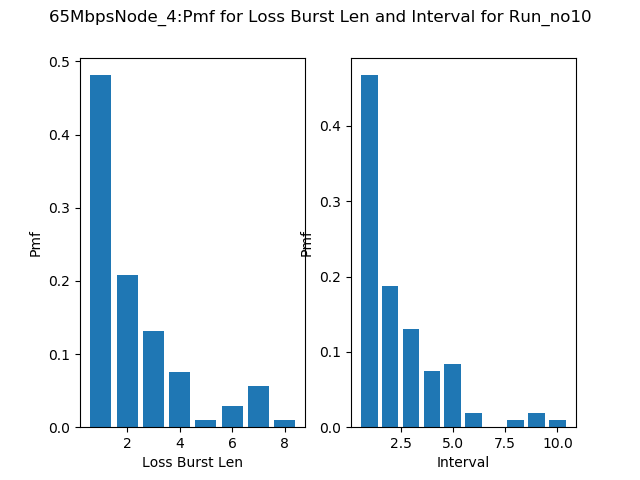 65MbpsNode_4:Pmf for Loss Burst Len and Interval for Run_no10
0.5
0.4
0.3
0.2
0.1
0.0
Pmf
2 4 6 8
Loss Burst Len
0.4
0.3
0.2
0.1
0.0
Pmf
2.5 5.0 7.5 10.0
Interval